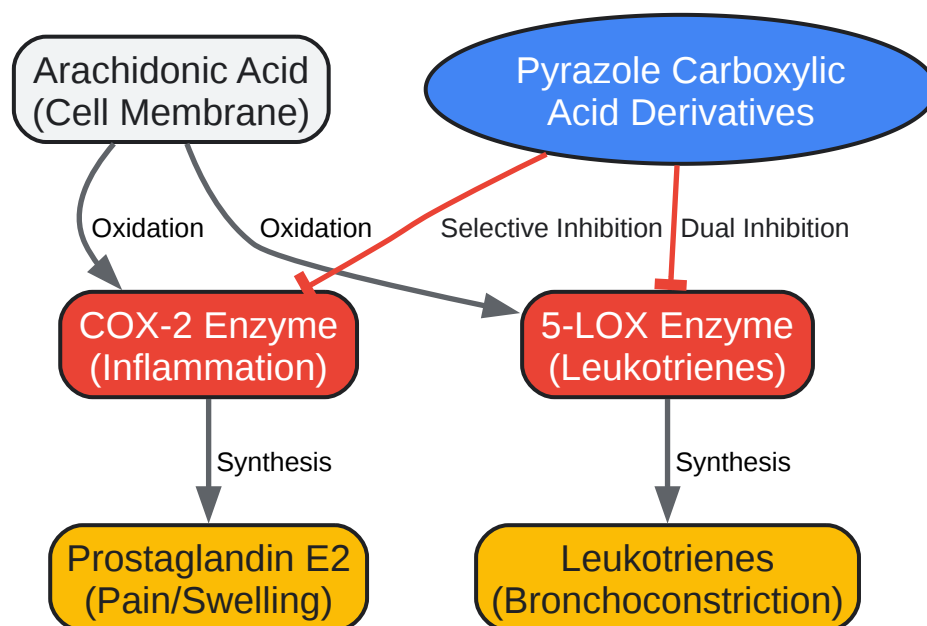 Arachidonic Acid
(Cell Membrane)
Pyrazole Carboxylic
Acid Derivatives
Oxidation
Oxidation
Selective Inhibition
Dual Inhibition
COX-2 Enzyme
(Inflammation)
5-LOX Enzyme
(Leukotrienes)
Synthesis
Synthesis
Prostaglandin E2
(Pain/Swelling)
Leukotrienes
(Bronchoconstriction)